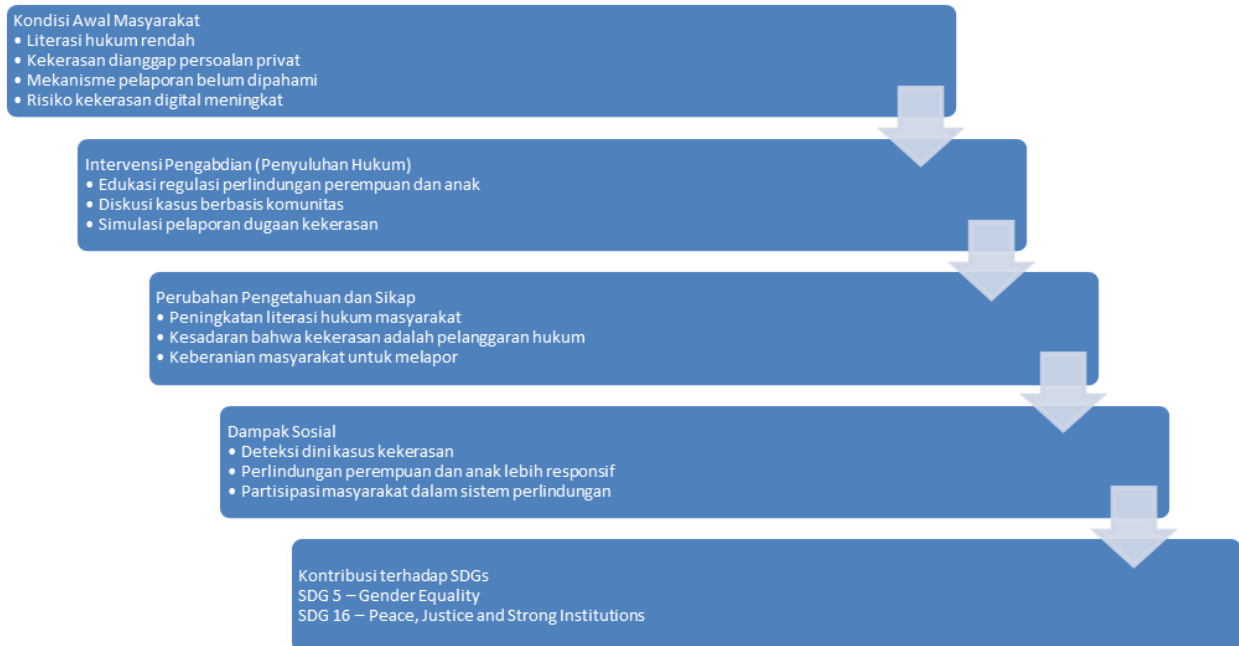 Kondisi Awal Masyarakat
• Literasi hukum rendah
• Kekerasan dianggap persoalan privat
• Mekanisme pelaporan belum dipahami
• Risiko kekerasan digital meningkat
Intervensi Pengabdian (Penyuluhan Hukum)
• Edukasi regulasi perlindungan perempuan dan anak
• Diskusi kasus berbasis komunitas
• Simulasi pelaporan dugaan kekerasan
Perubahan Pengetahuan dan Sikap
• Peningkatan literasi hukum masyarakat
• Kesadaran bahwa kekerasan adalah pelanggaran hukum
• Keberanian masyarakat untuk melapor
Dampak Sosial
• Deteksi dini kasus kekerasan
• Perlindungan perempuan dan anak lebih responsif
• Partisipasi masyarakat dalam sistem perlindungan
Kontribusi terhadap SDGs
SDG 5 – Gender Equality
SDG 16 – Peace, Justice and Strong Institutions